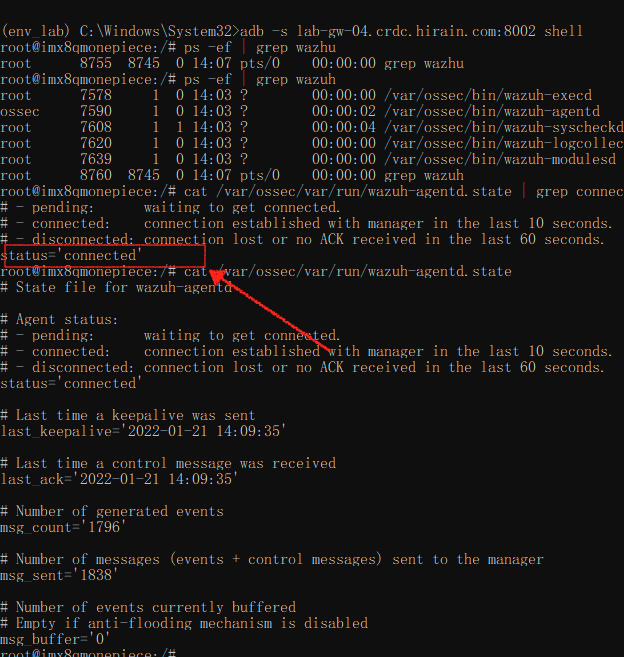 (env_lab) C:\Windows\System32>adb -s lab-gw-04.crdc.hirain.com:8002 shell
root@imx8qmonepiece:/# ps -ef | grep wazhu
root 8755 8745 0 14:07 pts/0 00:00:00 grep wazhu
root@imx8qmonepiece:/# ps -ef | grep wazuh
root 7578 1 0 14:03 ? 00:00:00 /var/ossec/bin/wazuh-execd
ossec 7590 1 0 14:03 ? 00:00:02 /var/ossec/bin/wazuh-agentd
root 7608 1 1 14:03 ? 00:00:04 /var/ossec/bin/wazuh-syscheckd
root 7620 1 0 14:03 ? 00:00:00 /var/ossec/bin/wazuh-logcollec
root 7639 1 0 14:03 ? 00:00:00 /var/ossec/bin/wazuh-modulesd
root 8760 8745 0 14:07 pts/0 00:00:00 grep wazuh
root@imx8qmonepiece:/# cat /var/ossec/var/run/wazuh-agentd.state | grep connec
# - pending: waiting to get connected.
# - connected: connection established with manager in the last 10 seconds.
# - disconnected: connection lost or no ACK received in the last 60 seconds.
status='connected'
root@imx8qmonepiece:/# cat /var/ossec/var/run/wazuh-agentd.state
# State file for wazuh-agentd
# Agent status:
# - pending: waiting to get connected.
# - connected: connection established with manager in the last 10 seconds.
# - disconnected: connection lost or no ACK received in the last 60 seconds.
status='connected'
# Last time a keepalive was sent
last_keepalive='2022-01-21 14:09:35'
# Last time a control message was received
last_ack='2022-01-21 14:09:35'
# Number of generated events
msg_count='1796'
# Number of messages (events + control messages) sent to the manager
msg_sent='1838'
# Number of events currently buffered
# Empty if anti-flooding mechanism is disabled
msg_buffer='0'
root@imx8qmonepiece:/#